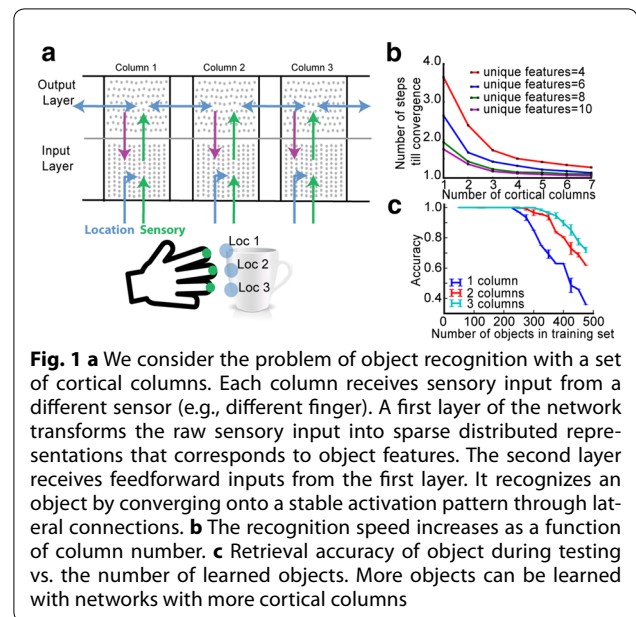 a
Column 1 Column 2 Column 3
Output
Layer
Input
Layer
Location Sensory
Loc 1
Loc 2
Loc 3
b
Number of steps
till convergence
4.0
3.0
2.0
1.0
unique features=4
unique features=6
unique features=8
unique features=10
1 2 3 4 5 6 7
Number of cortical columns
c
Accuracy
1.0
0.8
0.6
0.4
1 column
2 columns
3 columns
0 100 200 300 400 500
Number of objects in training set
Fig. 1 a We consider the problem of object recognition with a set
of cortical columns. Each column receives sensory input from a
different sensor (e.g., different finger). A first layer of the network
transforms the raw sensory input into sparse distributed repre-
sentations that corresponds to object features. The second layer
receives feedforward inputs from the first layer. It recognizes an
object by converging onto a stable activation pattern through lat-
eral connections. b The recognition speed increases as a function
of column number. c Retrieval accuracy of object during testing
vs. the number of learned objects. More objects can be learned
with networks with more cortical columns